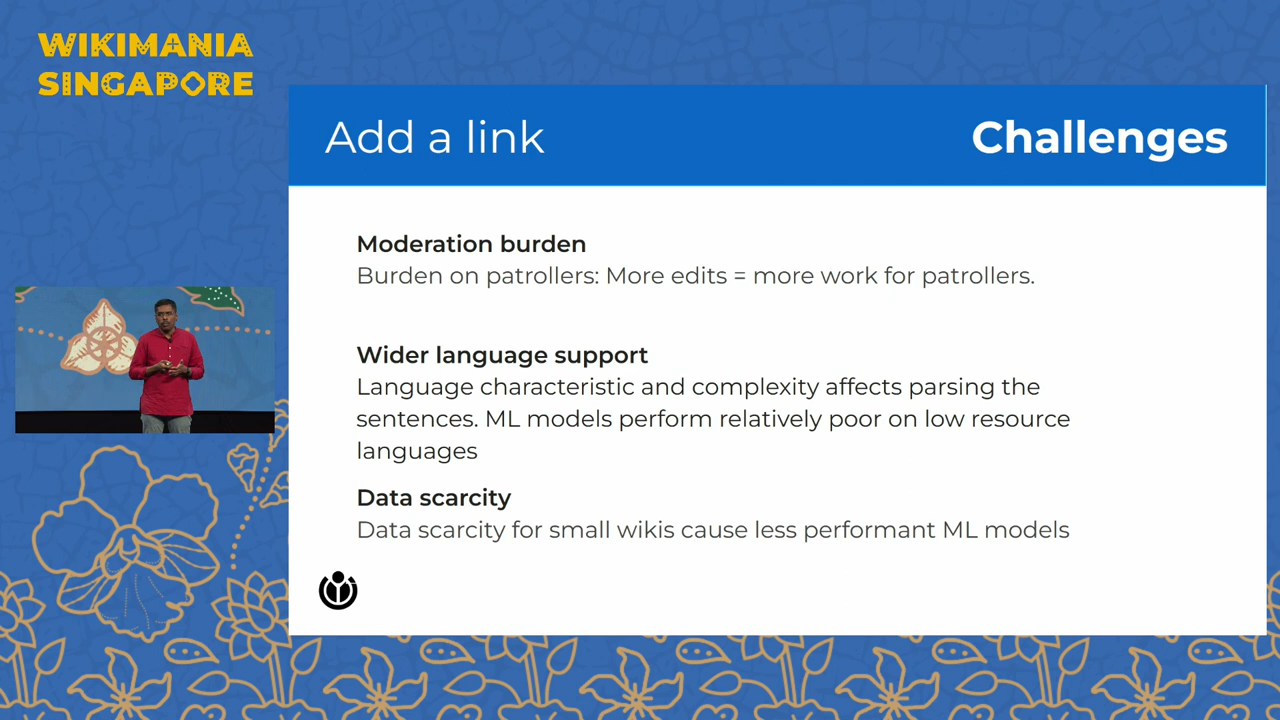 WIKIMANIA
SINGAPORE
Add a link
Challenges
Moderation burden
Burden on patrollers: More edits = more work for patrollers.
Wider language support
Language characteristic and complexity affects parsing the
sentences. ML models perform relatively poor on low resource
languages
Data scarcity
Data scarcity for small wikis cause less performant ML models